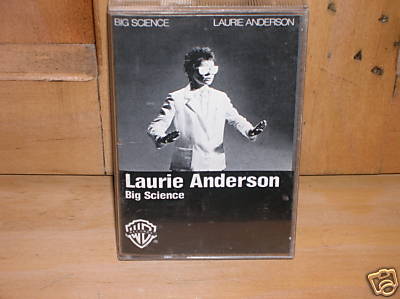 BIG SCIENCE LAURIE ANDERSON
Laurie Anderson
Big Science